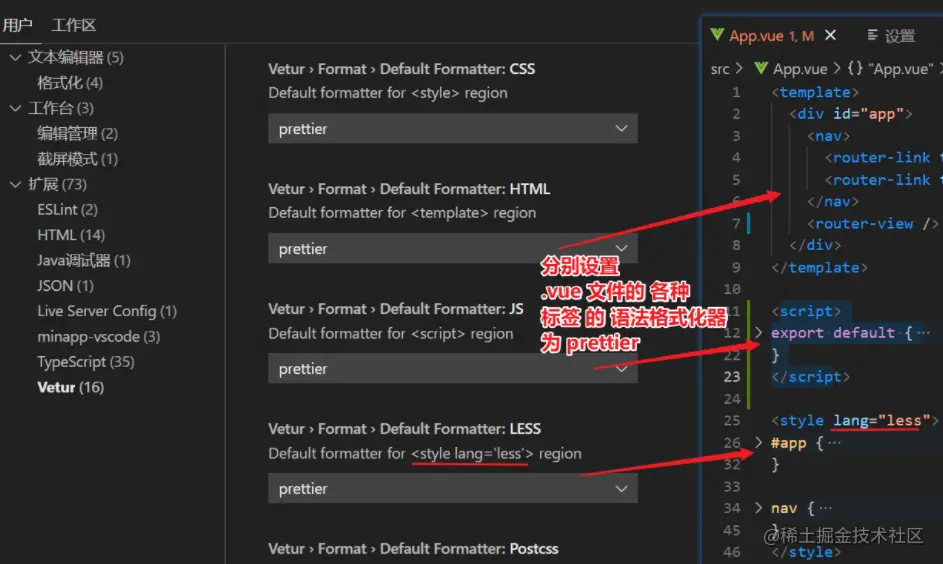 用户 工作区
文本编辑器 (5)
格式化 (4)
工作台 (3)
编辑管理 (2)
截屏模式 (1)
扩展 (73)
ESLint (2)
HTML (14)
Java调试器 (1)
JSON (1)
Live Server Config (1)
minapp-vscode (3)
TypeScript (35)
Vetur (16)
Vetur › Format › Default Formatter: CSS
Default formatter for <style> region
prettier
Vetur › Format › Default Formatter: HTML
Default formatter for <template> region
prettier
Vetur › Format › Default Formatter: JS
Default formatter for <script> region
prettier
Vetur › Format › Default Formatter: LESS
Default formatter for <style lang='less'> region
prettier
Vetur › Format › Default Formatter: Postcss
分别设置
.vue 文件的 各种
标签 的 语法格式化器
为 prettier
App.vue 1, M 设置
src > App.vue > {} "App.vue" >
1 <template>
2 <div id="app">
3 <nav>
4 <router-link
5 <router-link
6 </nav>
7 <router-view />
8 </div>
9 </template>
10
11 <script>
12 export default {…
22 }
23 </script>
24
25 <style lang="less">
26 #app {…
32 }
33
34 nav {…
45 }
46 </style>
@稀土掘金技术社区